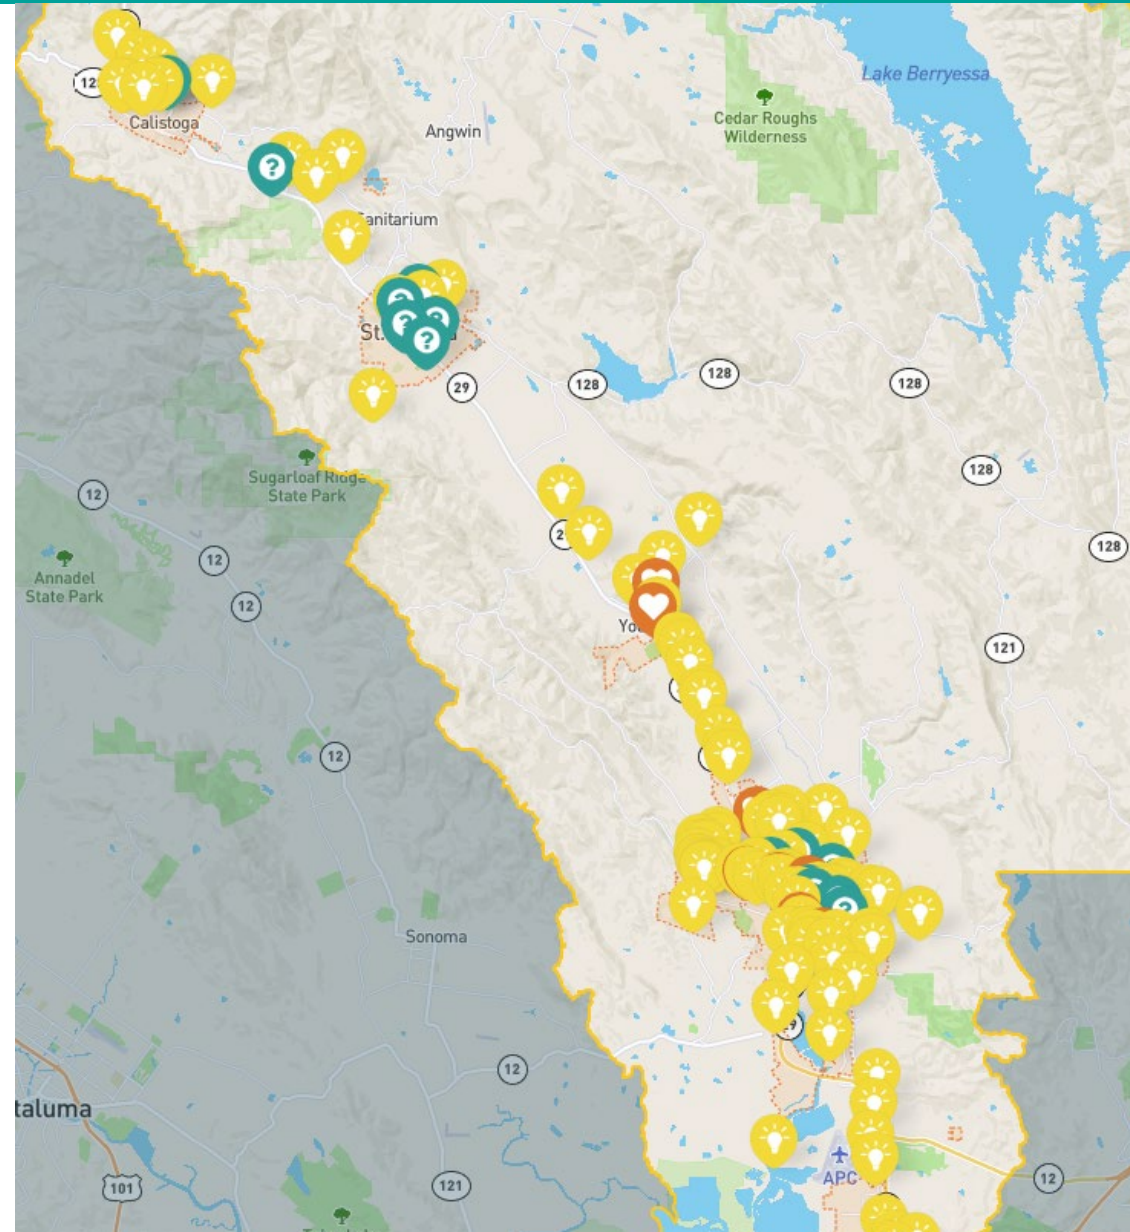 Lake Berryessa
Cedar Roughs
Wilderness
Calistoga
Angwin
?
anitarium
?
?
?
?
St.
29
128
128
128
128
12
Sugarloaf Ridge
State Park
12
Annadel
State Park
12
128
121
12
Sonoma
?
12
taluma
APC
12
101
121